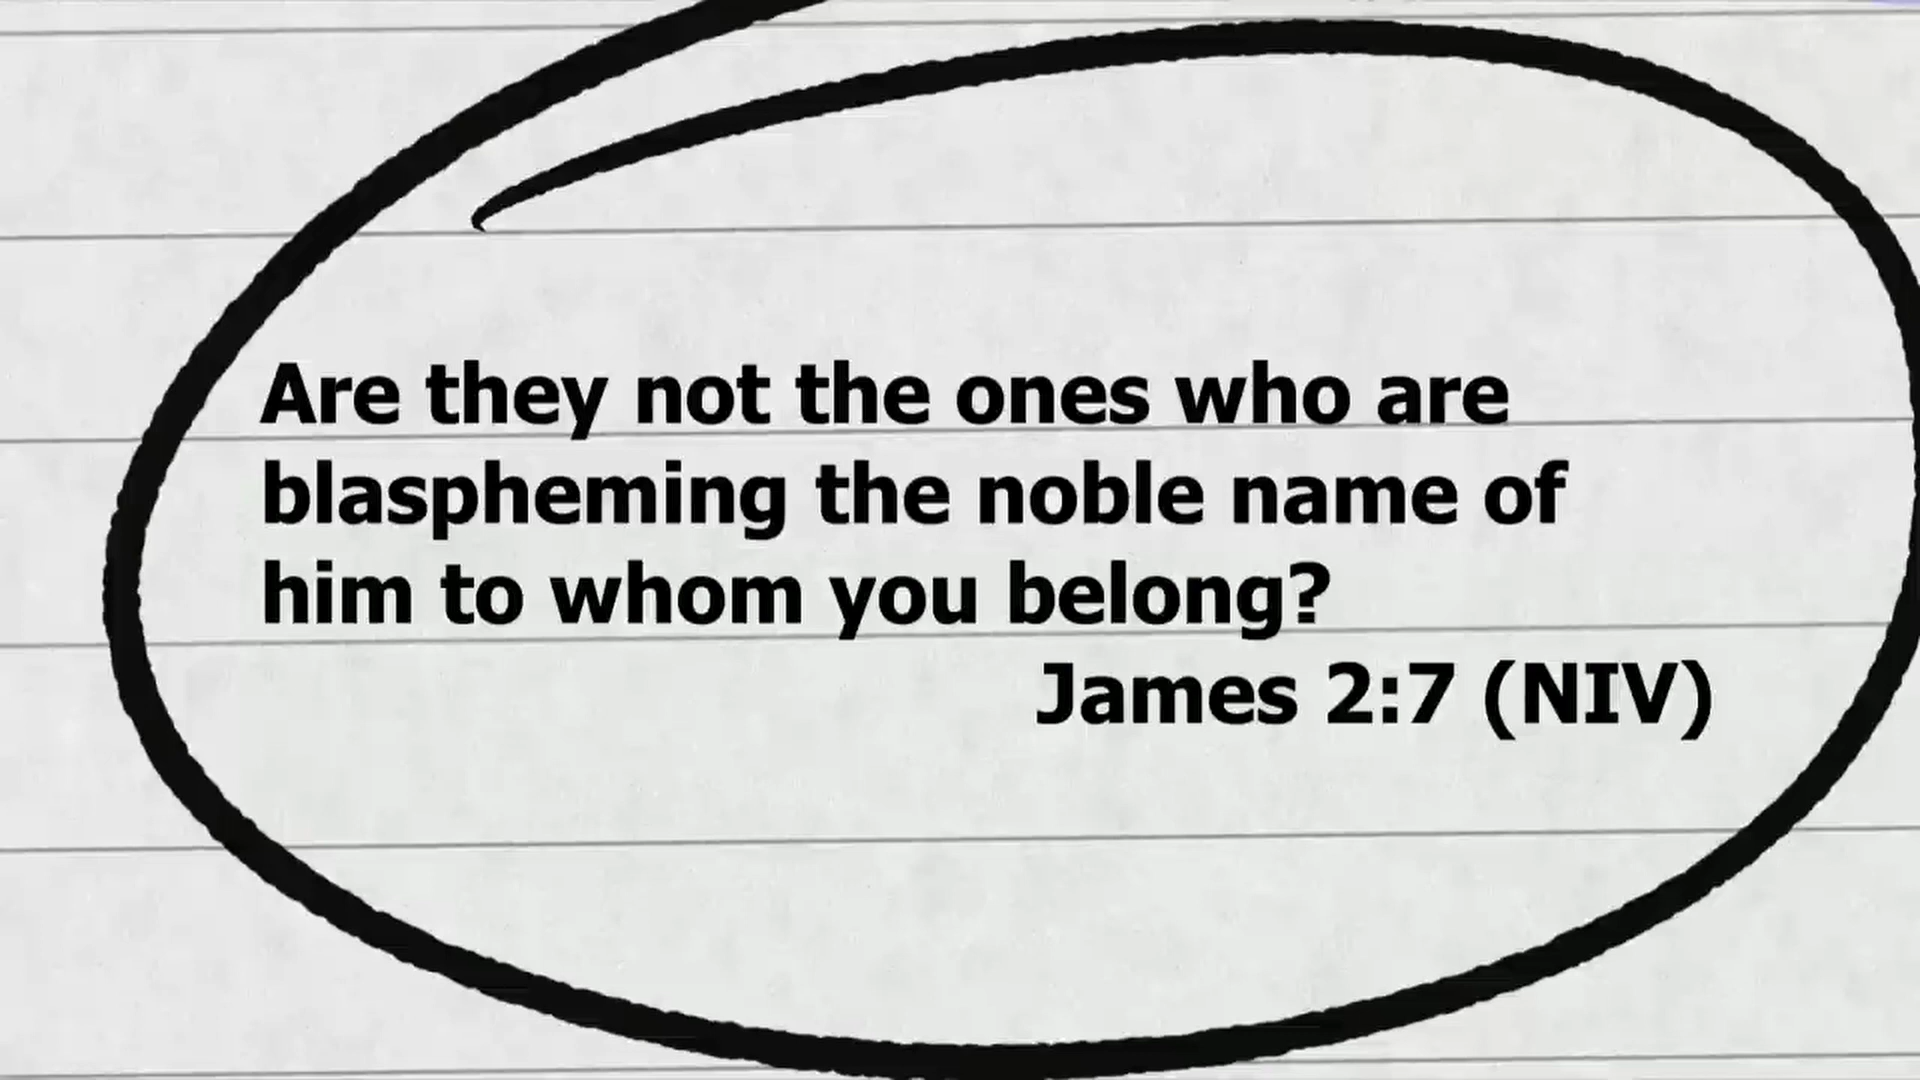 Are they not the ones who are
blaspheming the noble name of
him to whom you belong?
James 2:7 (NIV)